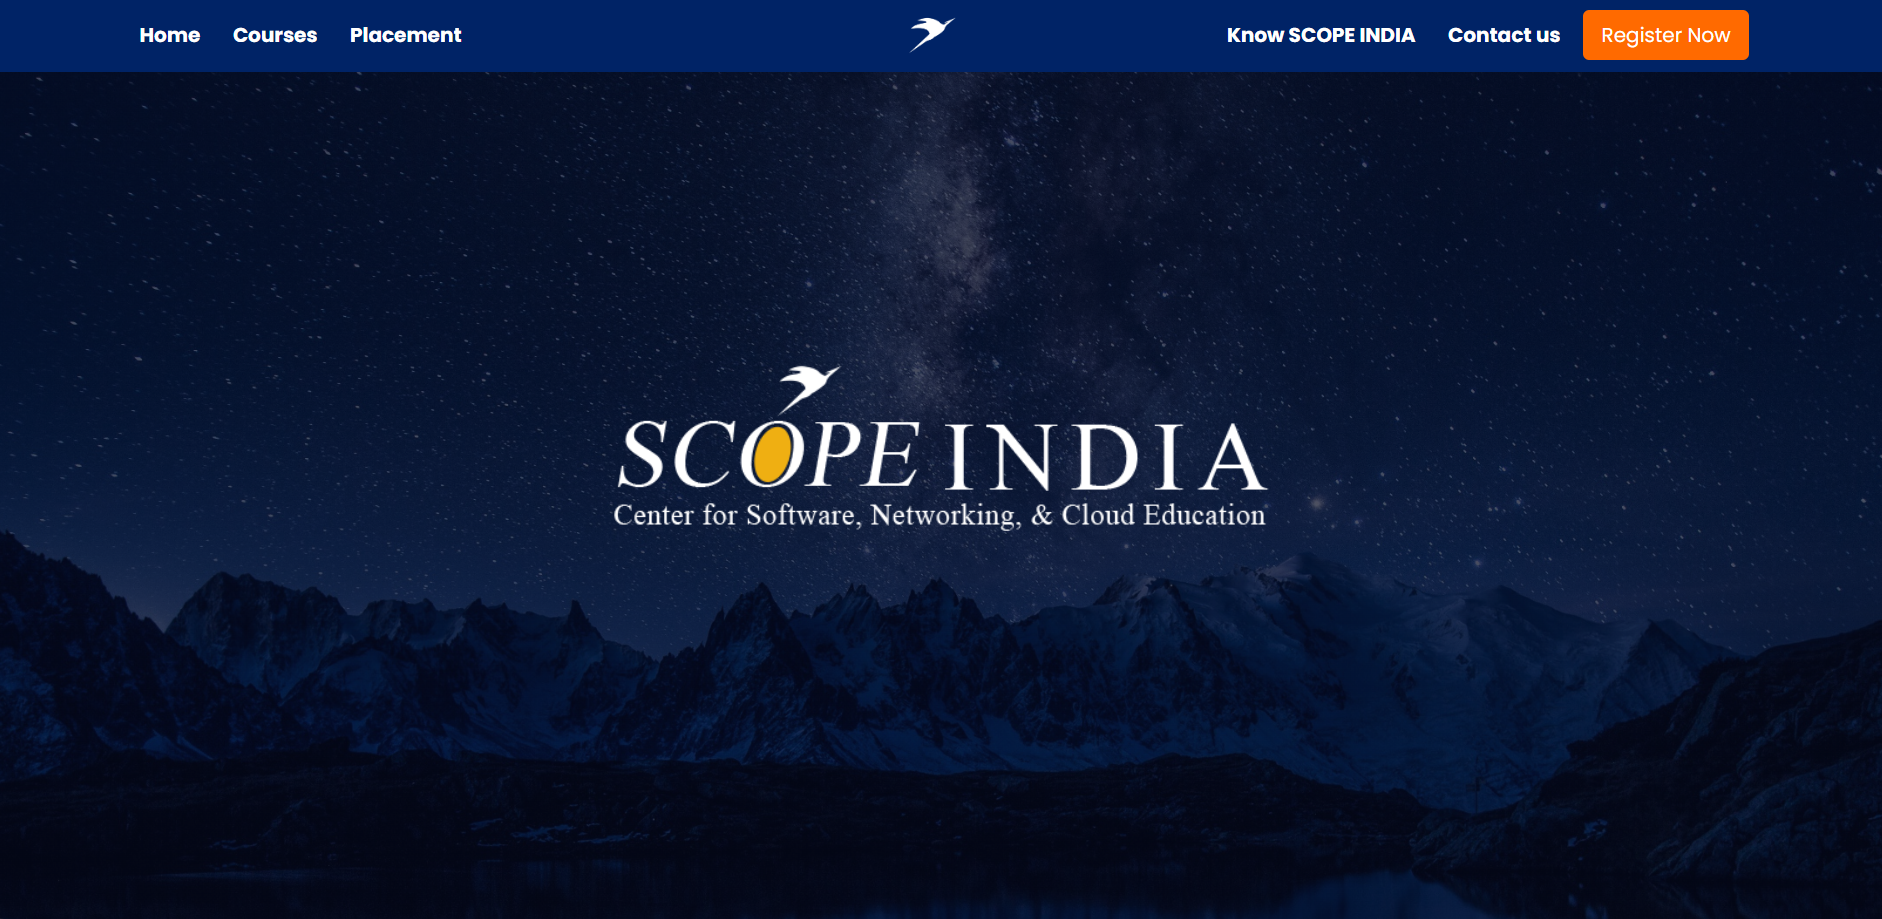 Home Courses Placement Know SCOPE INDIA Contact us Register Now
SCOPE INDIA
Center for Software, Networking, & Cloud Education